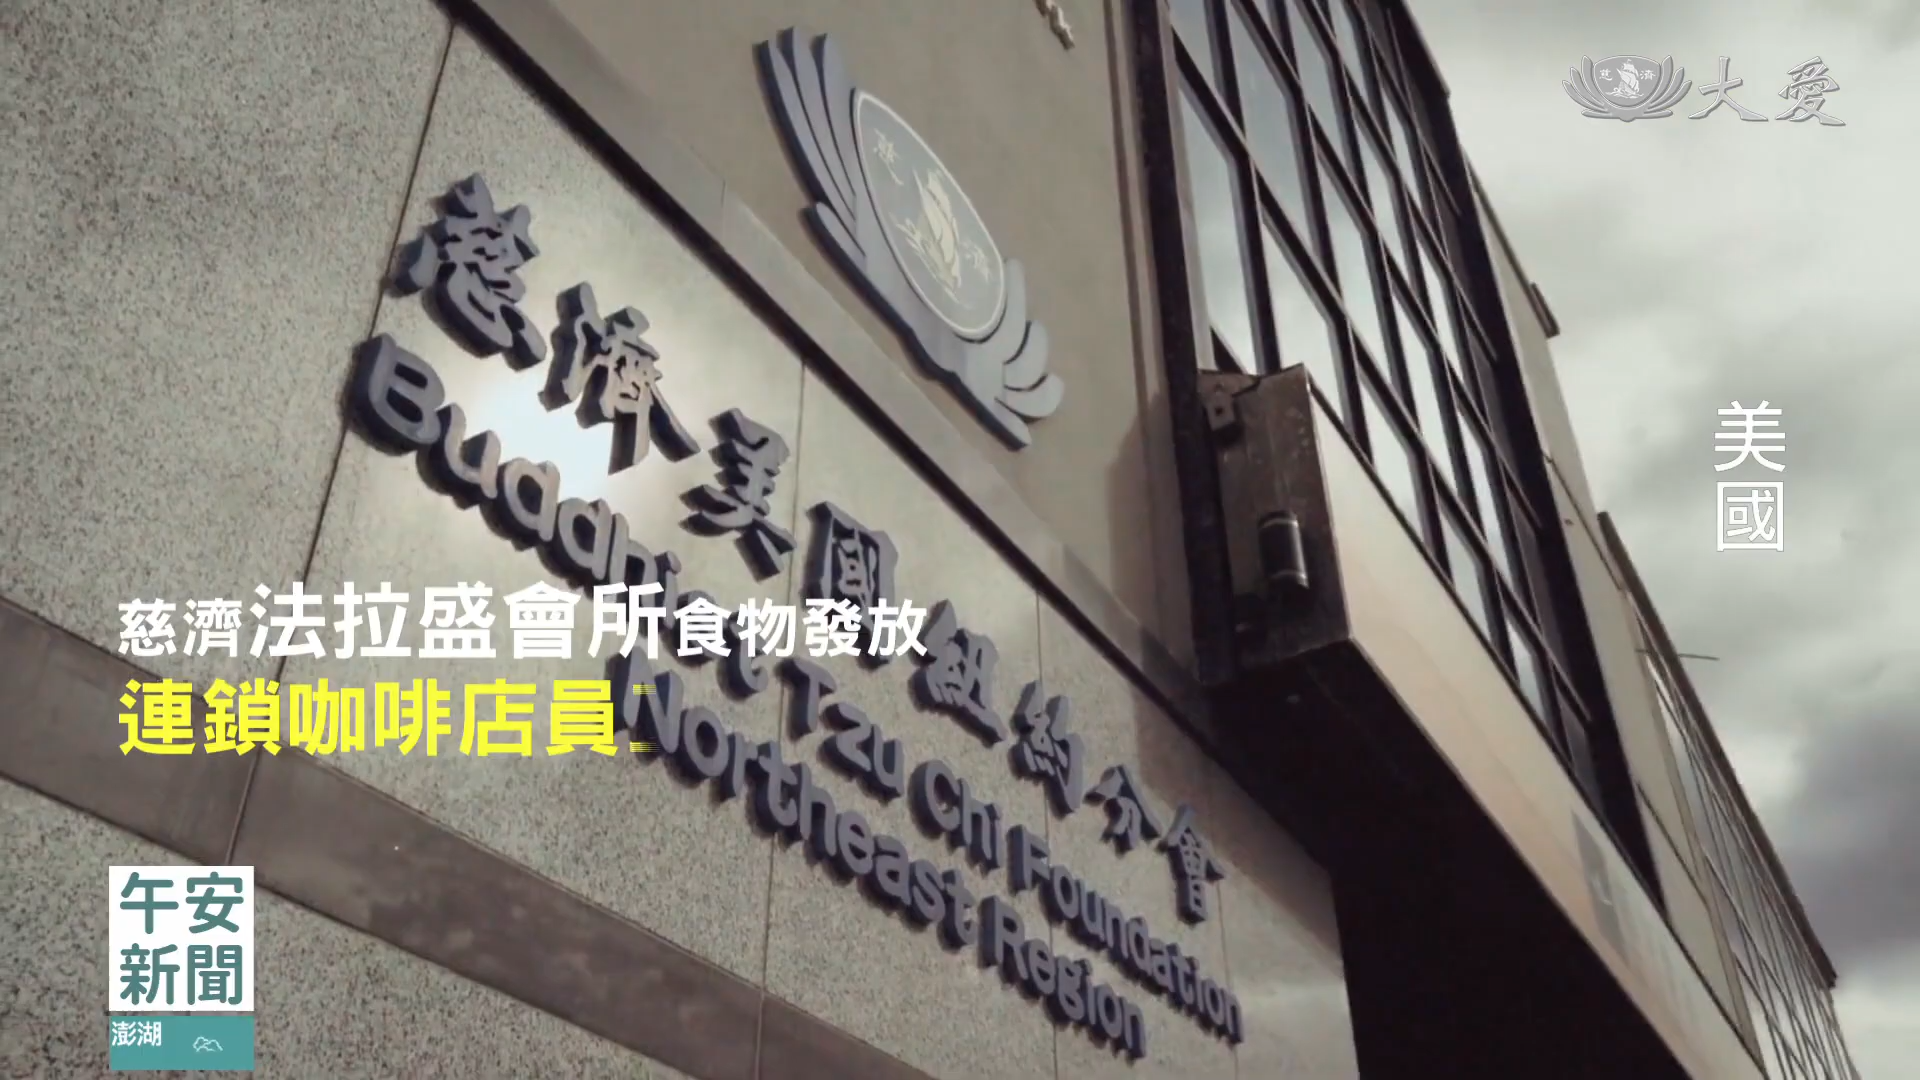 大愛
慈濟
美國
慈濟美國紐約分會
Buddhist Tzu Chi Foundation
Northeast Region
慈濟法拉盛會所食物發放
連鎖咖啡店員
午安
新聞
澎湖